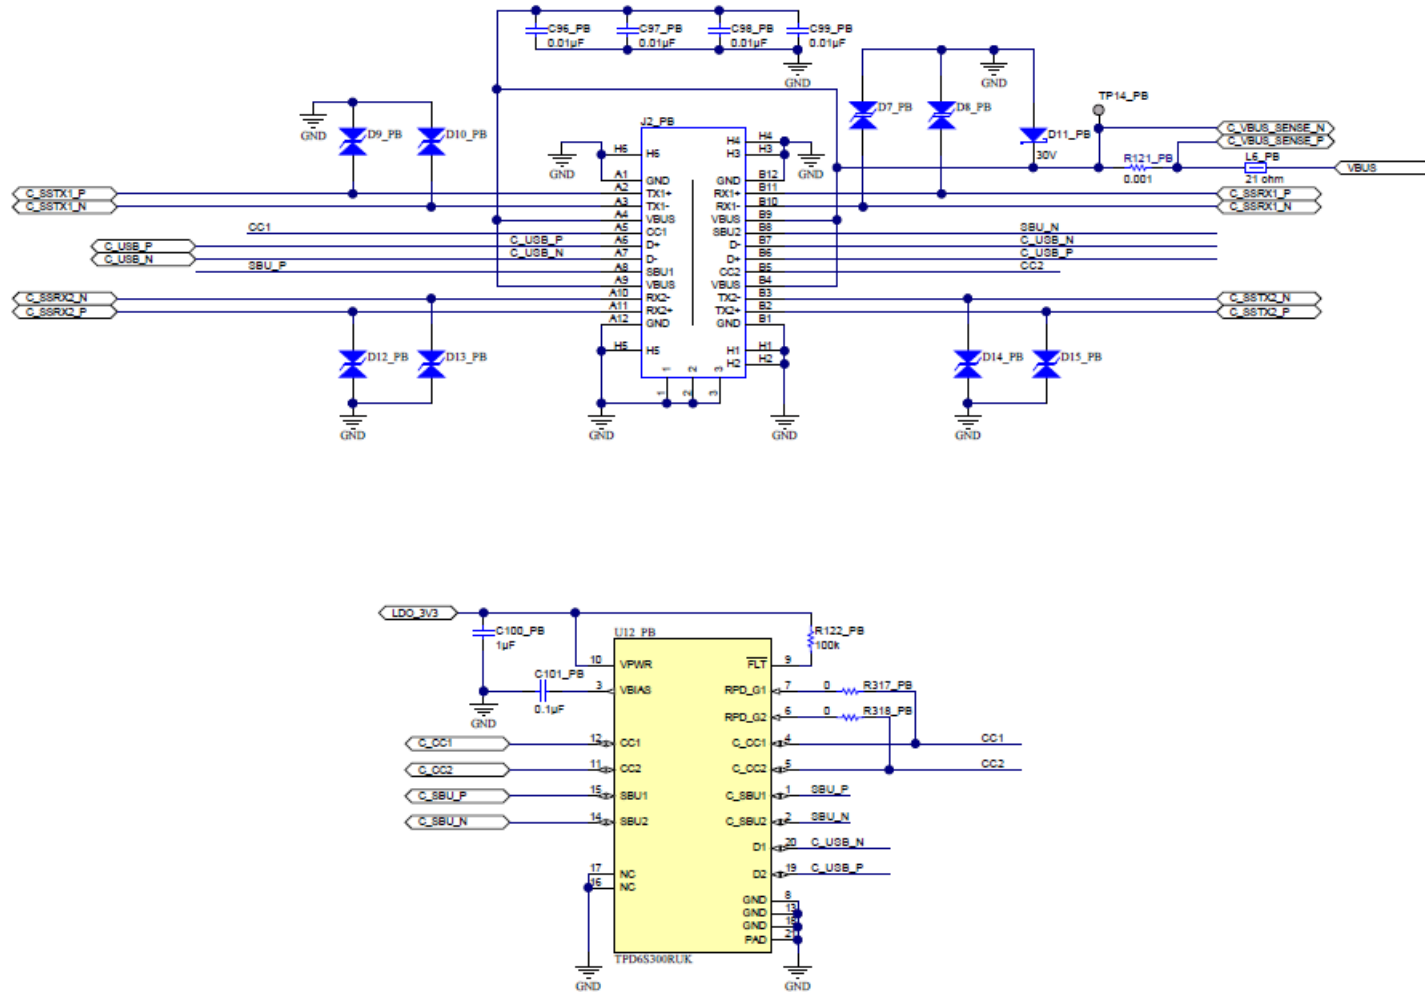 C96_PB
0.01µF
C97_PB
0.01µF
C98_PB
0.01µF
C99_PB
0.01µF
GND
GND
D9_PB
D10_PB
J2_PB
D7_PB
D8_PB
GND
TP14_PB
D11_PB
30V
C_VBUS_SENSE_N
C_VBUS_SENSE_P
R121_PB
0.001
L6_PB
21 ohm
VBUS
GND
GND
H6 H6
H4 H4
H3 H3
A1 GND
GND B12
C_SSTX1_P
A2 TX1+
RX1+ B11
C_SSRX1_P
C_SSTX1_N
A3 TX1-
RX1- B10
C_SSRX1_N
A4 VBUS
VBUS B9
CC1
A5 CC1
SBU2 B8
SBU_N
C_USB_P
C_USB_P
A6 D+
D- B7
C_USB_N
C_USB_N
C_USB_N
A7 D-
D+ B6
C_USB_P
SBU_P
A8 SBU1
CC2 B5
CC2
A9 VBUS
VBUS B4
C_SSRX2_N
A10 RX2-
TX2- B3
C_SSTX2_N
C_SSRX2_P
A11 RX2+
TX2+ B2
C_SSTX2_P
A12 GND
GND B1
H5 H5
H1 H1
H2 H2
D12_PB
D13_PB
D14_PB
D15_PB
1 2 3
1 2 3
GND
GND
GND
GND
LDO_3V3
C100_PB
1µF
U12_PB
R122_PB
100k
10 VPWR
FLT 9
C101_PB
0.1µF
3 VBIAS
RPD_G1 7
0
R317_PB
GND
RPD_G2 6
0
R318_PB
C_CC1
12 CC1
C_CC1 4
CC1
C_CC2
11 CC2
C_CC2 5
CC2
C_SBU_P
15 SBU1
C_SBU1 1
SBU_P
C_SBU_N
14 SBU2
C_SBU2 2
SBU_N
D1 20
C_USB_N
17 NC
D2 19
C_USB_P
16 NC
GND 8
GND 13
GND 18
PAD 21
TPD6S300RUK
GND
GND